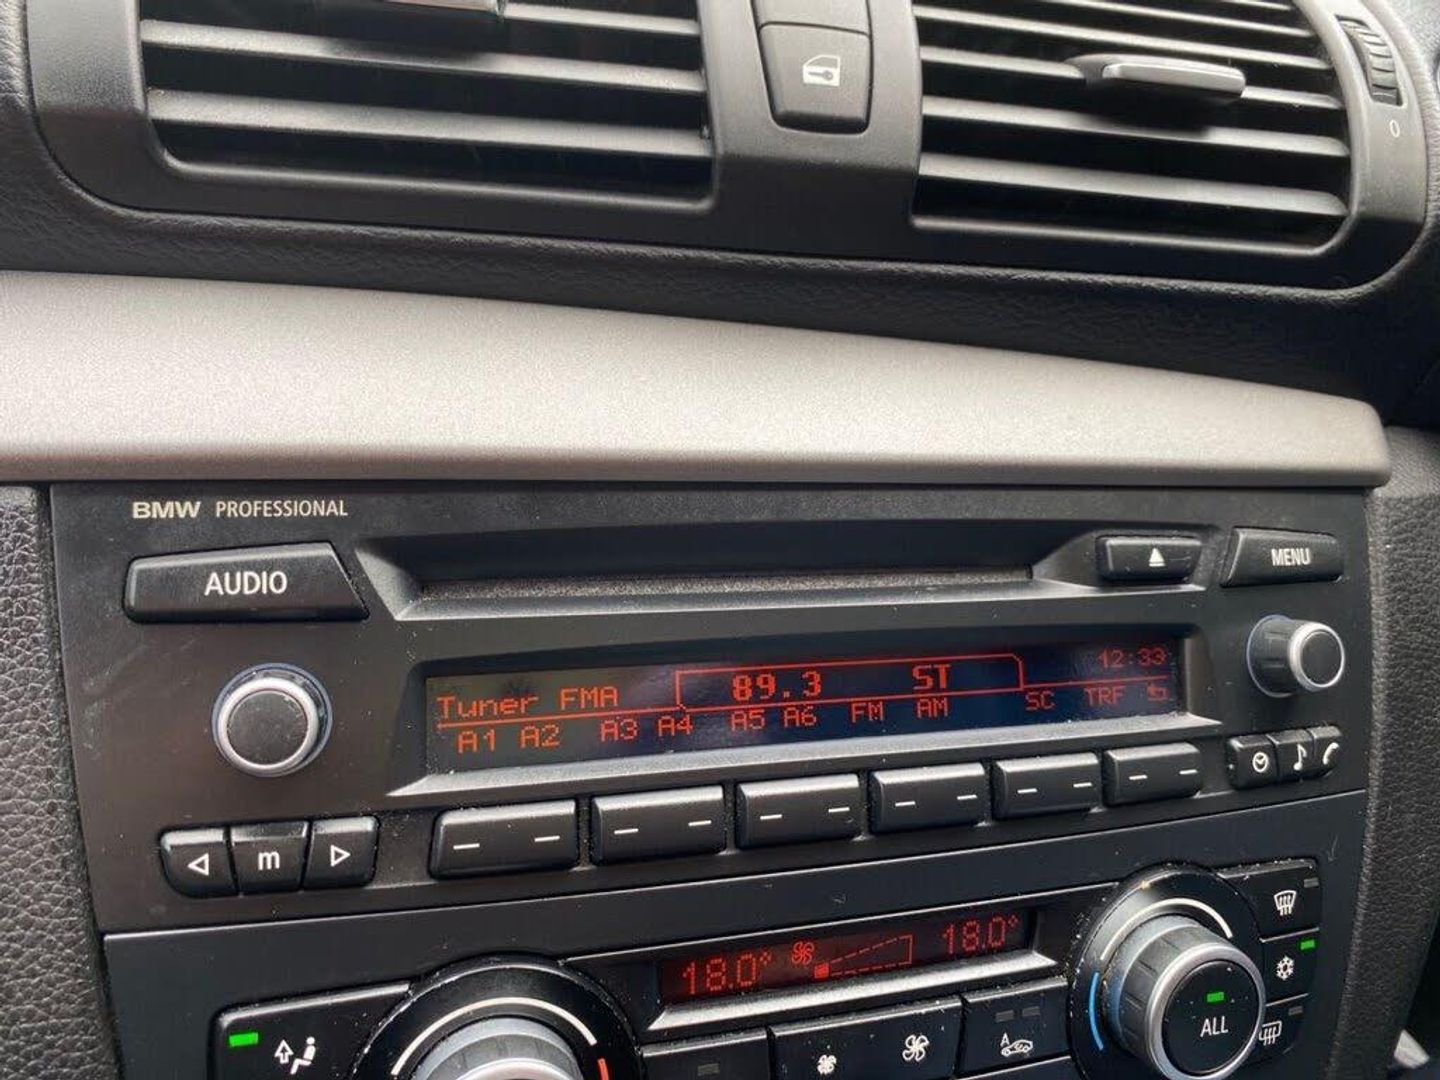 0
BMW PROFESSIONAL
AUDIO
MENU
Tuner FMA 89.3 ST 12:33
A1 A2 A3 A4 A5 A6 FM AM SC TRF
m
18.0° 18.0°
A
ALL